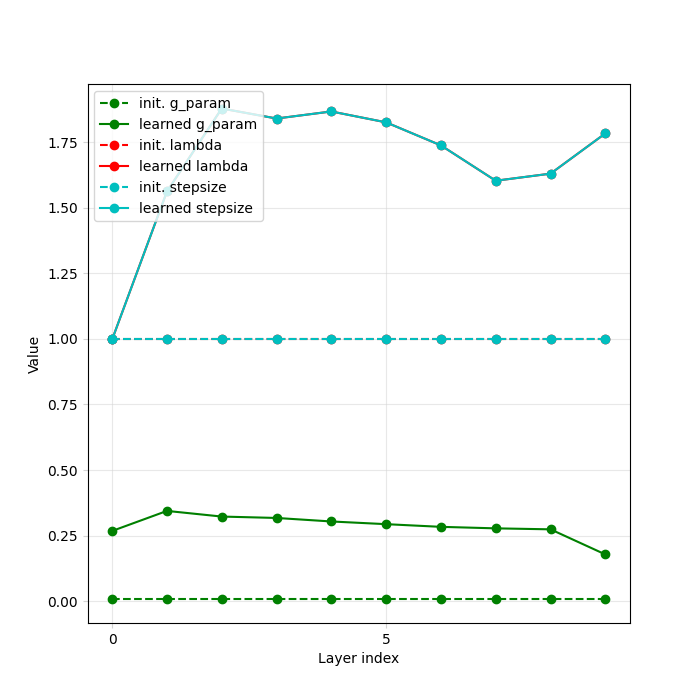 init. g_param
learned g_param
init. lambda
learned lambda
init. stepsize
learned stepsize
1.75
1.50
1.25
1.00
0.75
0.50
0.25
0.00
Value
0 5
Layer index